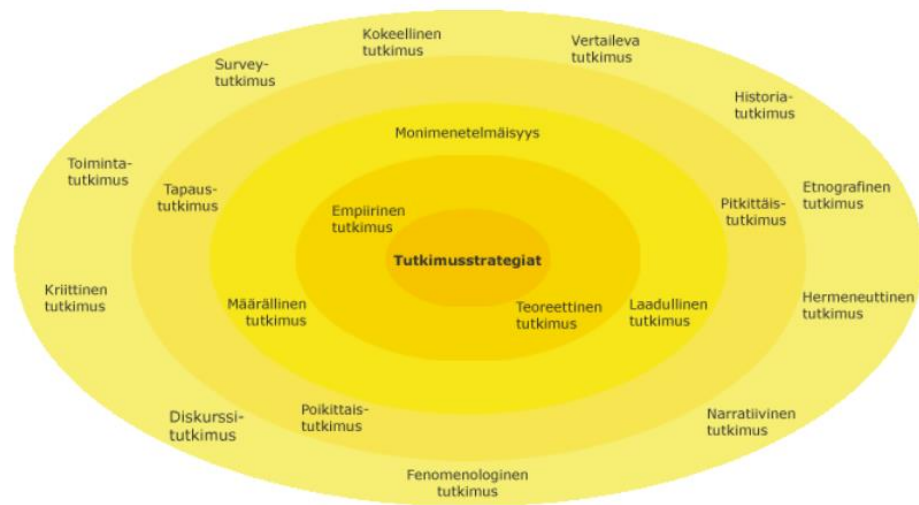 Kokeellinen
tutkimus
Vertaileva
tutkimus
Survey-
tutkimus
Historia-
tutkimus
Monimenetelmäisyys
Toiminta-
tutkimus
Tapaus-
tutkimus
Empiirinen
tutkimus
Pitkittäis-
tutkimus
Etnografinen
tutkimus
Tutkimusstrategiat
Kriittinen
tutkimus
Määrällinen
tutkimus
Teoreettinen
tutkimus
Laadullinen
tutkimus
Hermeneuttinen
tutkimus
Diskurssi-
tutkimus
Poikittais-
tutkimus
Narratiivinen
tutkimus
Fenomenologinen
tutkimus